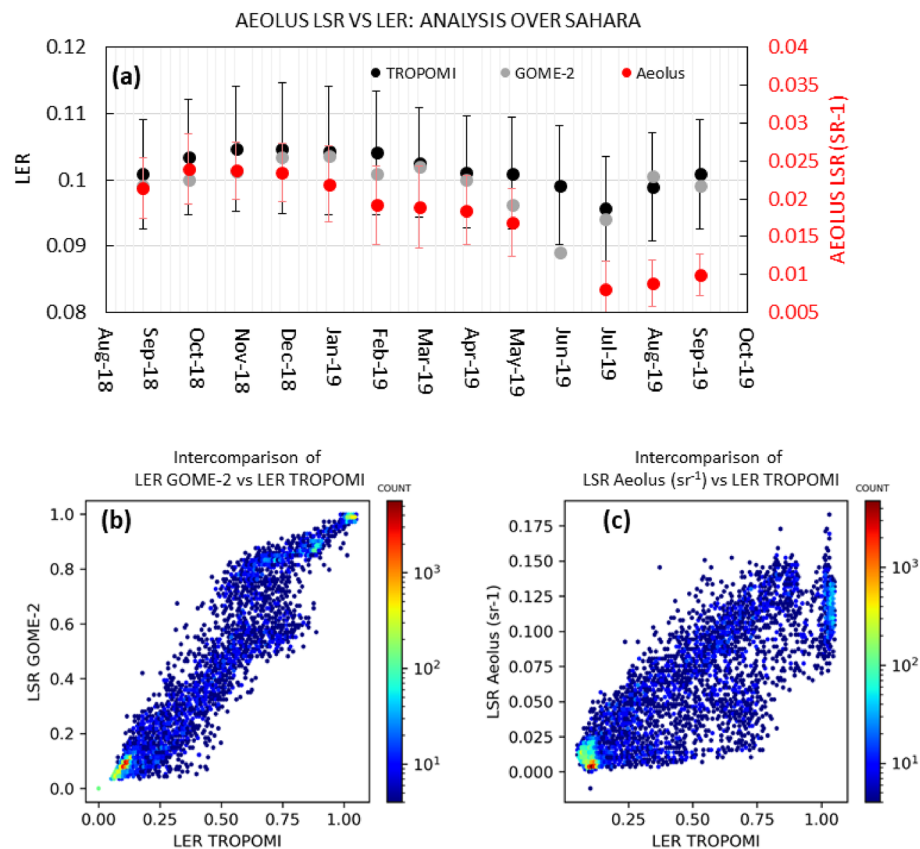 AEOLUS LSR VS LER: ANALYSIS OVER SAHARA
(a)
TROPOMI GOME-2 Aeolus
LER
0.12
0.11
0.1
0.09
0.08
AEOLUS LSR (SR-1)
0.04
0.035
0.03
0.025
0.02
0.015
0.01
0.005
Aug-18
Sep-18
Oct-18
Nov-18
Dec-18
Jan-19
Feb-19
Mar-19
Apr-19
May-19
Jun-19
Jul-19
Aug-19
Sep-19
Oct-19
Intercomparison of
LER GOME-2 vs LER TROPOMI
(b)
COUNT
LSR GOME-2
1.0
0.8
0.6
0.4
0.2
0.0
0.00 0.25 0.50 0.75 1.00
LER TROPOMI
10³
10²
10¹
Intercomparison of
LSR Aeolus (sr⁻¹) vs LER TROPOMI
(c)
COUNT
LSR Aeolus (sr-1)
0.175
0.150
0.125
0.100
0.075
0.050
0.025
0.000
0.25 0.50 0.75 1.00
LER TROPOMI
10³
10²
10¹